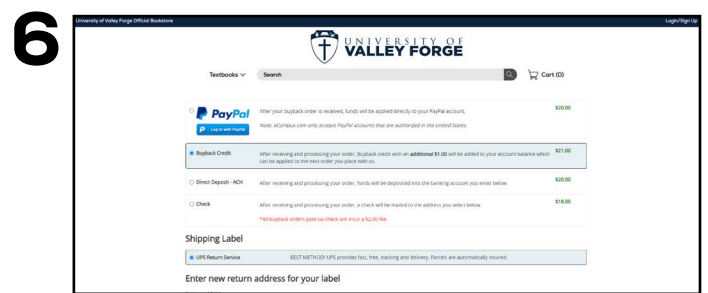 6
University of Valley Forge Official Bookstore
Login/Sign Up
UNIVERSITY OF
VALLEY FORGE
Textbooks
Search
Cart (0)
PayPal
After your buyback order is received, funds will be applied directly to your PayPal account.
$20.00
Log In with PayPal
Note: eCampus.com only accepts PayPal accounts that are authorized in the United States
Buyback Credit
After receiving and processing your order, Buyback credit with an additional $1.00 will be added to your account balance which
$21.00
can be applied to the next order you place with us.
Direct Deposit - ACH
After receiving and processing your order, funds will be deposited into the banking account you enter below.
$20.00
Check
After receiving and processing your order, a check will be mailed to the address you select below
$18.00
*All buyback orders paid via check will incur a $2.00 fee
Shipping Label
UPS Return Service
BEST METHOD! UPS provides fast, free, tracking and delivery. Parcels are automatically insured.
Enter new return address for your label